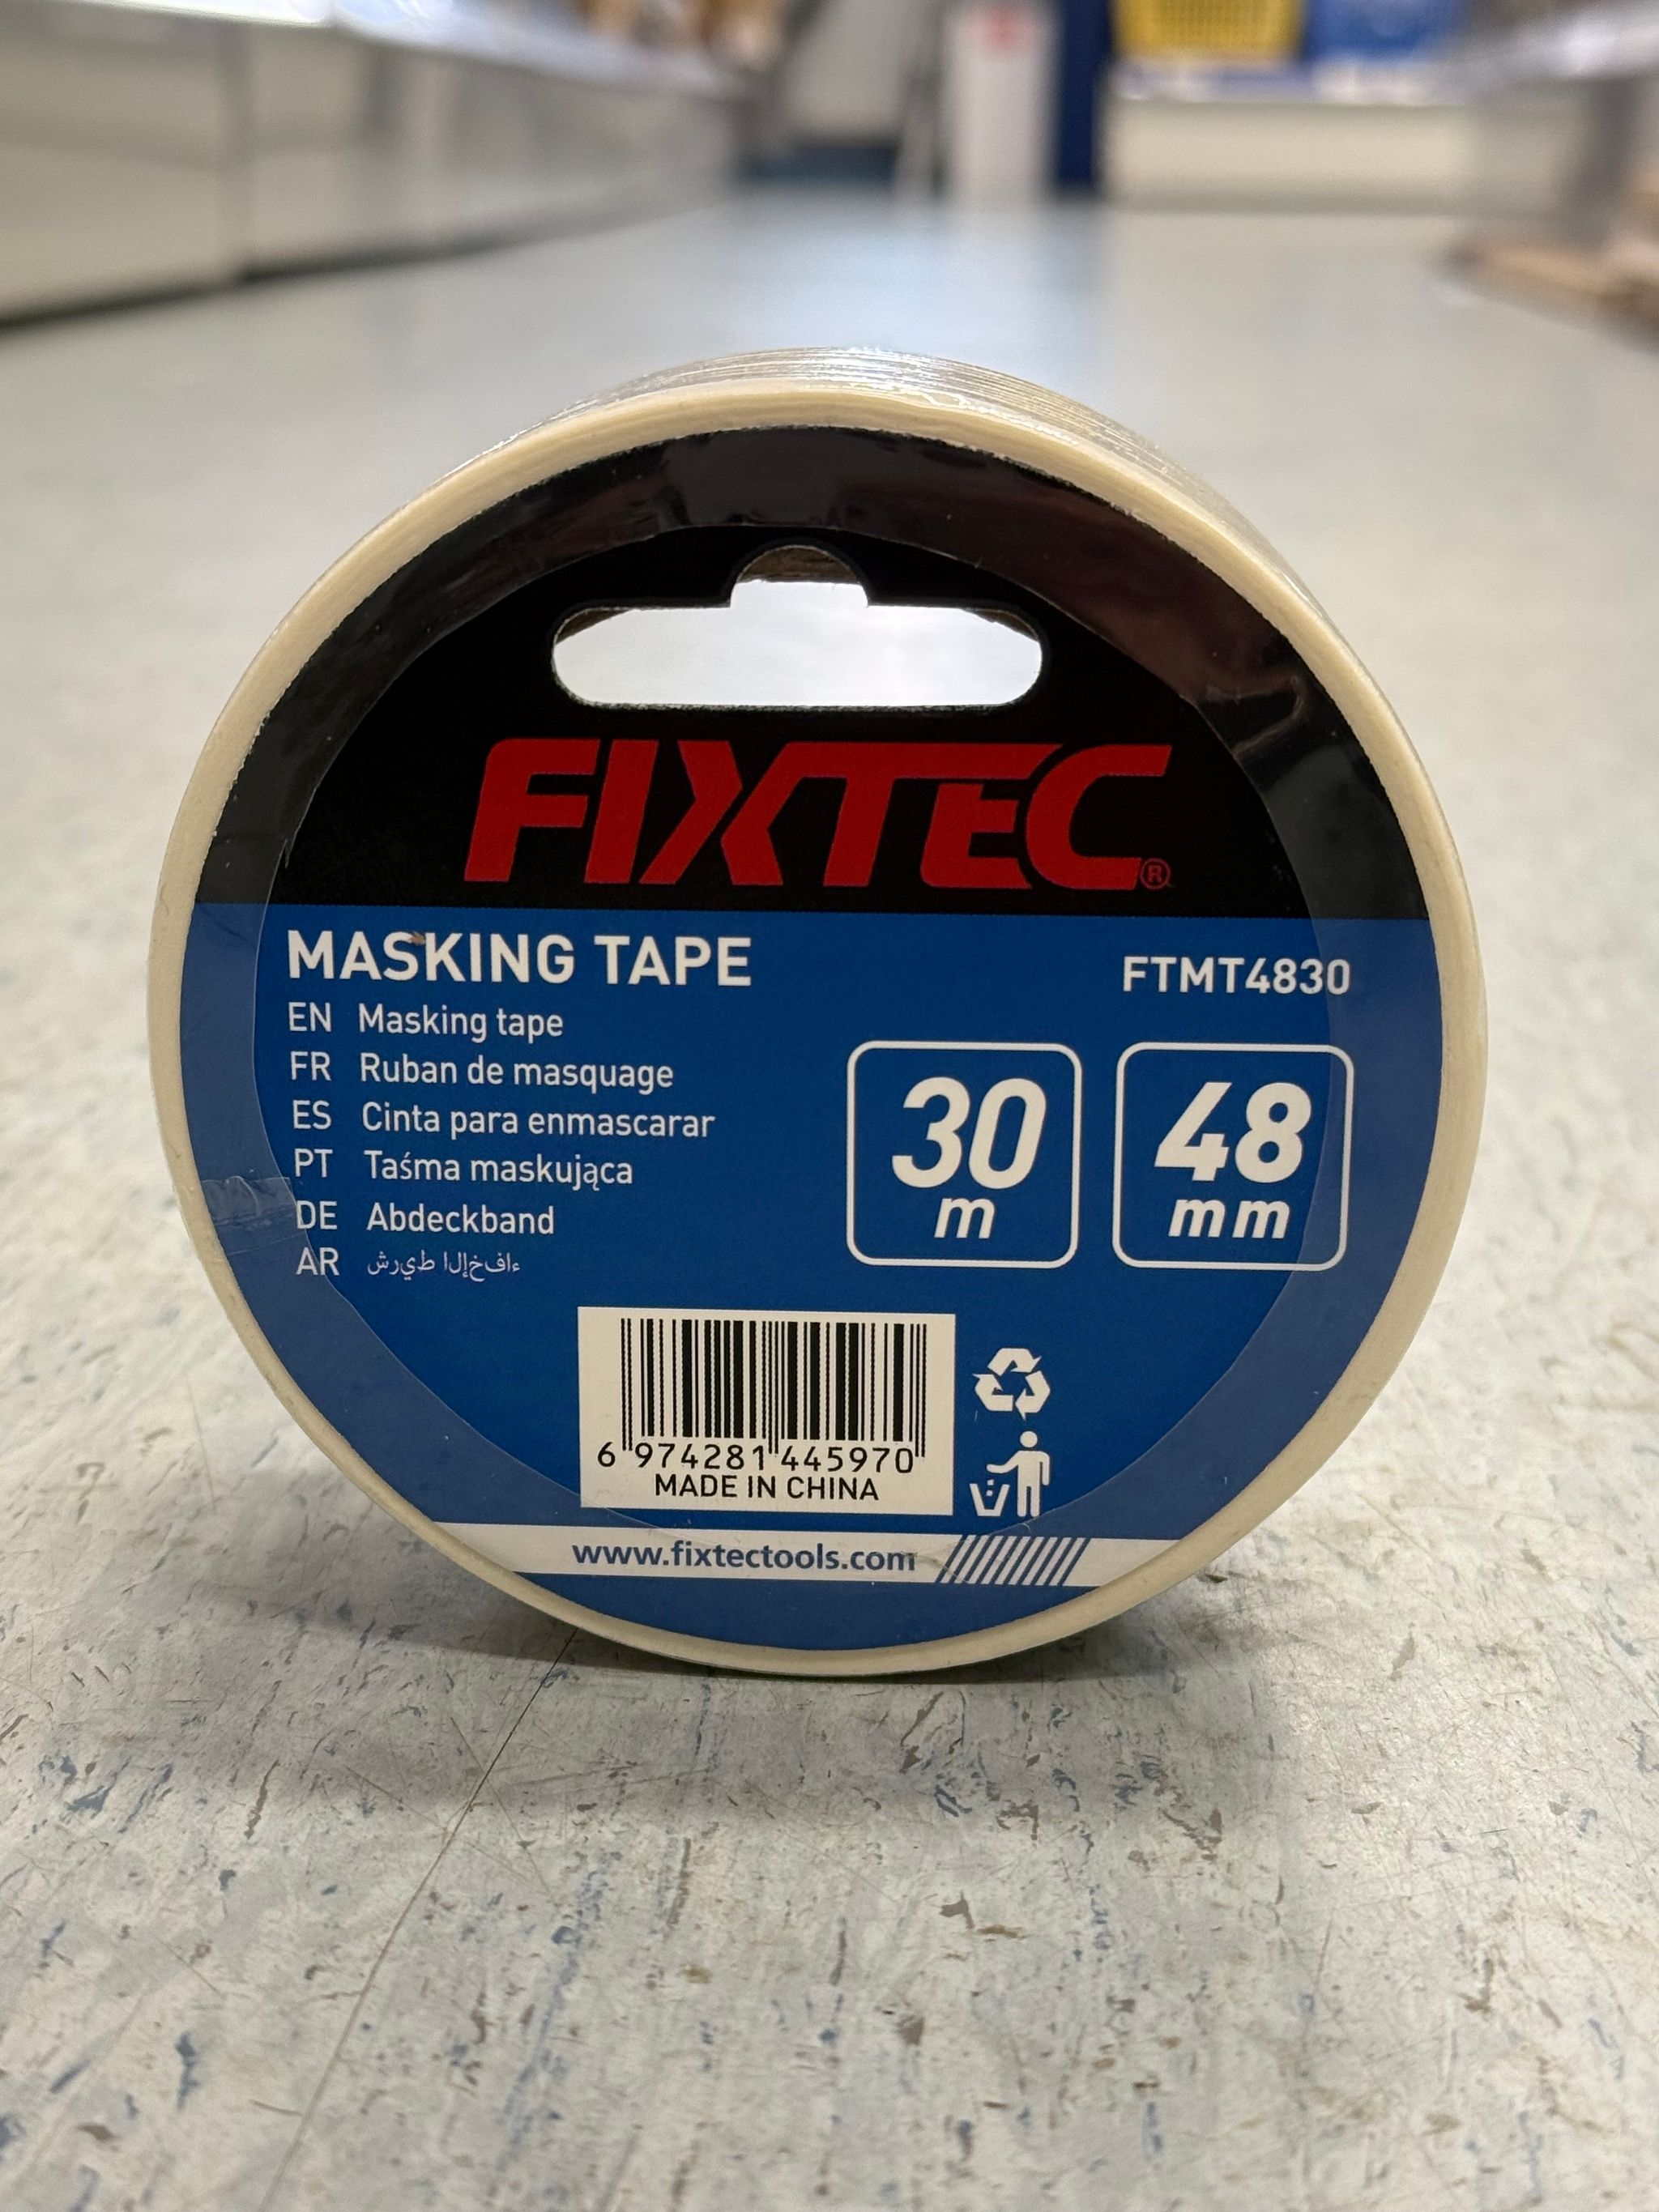 FIXTEC®
MASKING TAPE
FTMT4830
EN Masking tape
FR Ruban de masquage
ES Cinta para enmascarar
PT Taśma maskująca
DE Abdeckband
AR شريط الإخفاء
30
m
48
mm
6 974281 445970
MADE IN CHINA
www.fixtectools.com